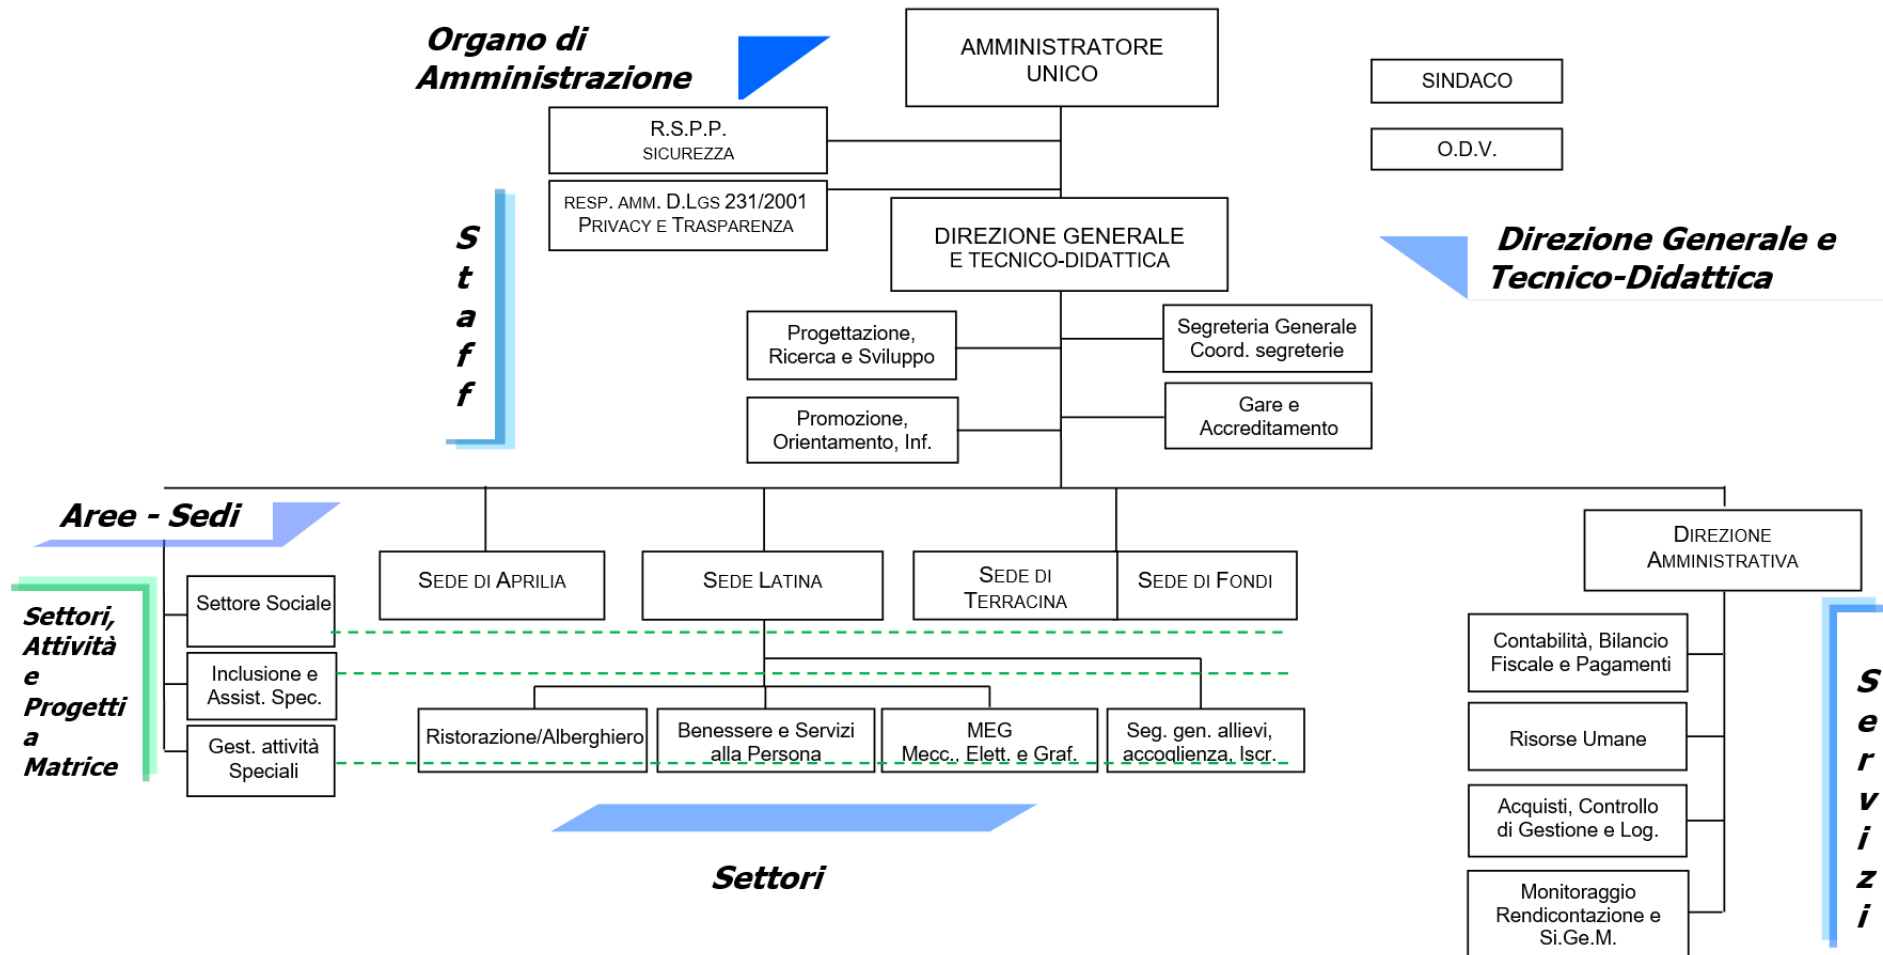 Organo di
Amministrazione
AMMINISTRATORE
UNICO
SINDACO
O.D.V.
R.S.P.P.
SICUREZZA
RESP. AMM. D.LGS 231/2001
PRIVACY E TRASPARENZA
Staff
DIREZIONE GENERALE
E TECNICO-DIDATTICA
Direzione Generale e
Tecnico-Didattica
Progettazione,
Ricerca e Sviluppo
Segreteria Generale
Coord. segreterie
Promozione,
Orientamento, Inf.
Gare e
Accreditamento
Aree - Sedi
SEDE DI APRILIA
SEDE LATINA
SEDE DI
TERRACINA
SEDE DI FONDI
DIREZIONE
AMMINISTRATIVA
Settori,
Attività
e
Progetti
a
Matrice
Settore Sociale
Inclusione e
Assist. Spec.
Gest. attività
Speciali
Ristorazione/Alberghiero
Benessere e Servizi
alla Persona
MEG
Mecc., Elett. e Graf.
Seg. gen. allievi,
accoglienza, Iscr.
Settori
Contabilità, Bilancio
Fiscale e Pagamenti
Risorse Umane
Acquisti, Controllo
di Gestione e Log.
Monitoraggio
Rendicontazione e
Si.Ge.M.
Servizi